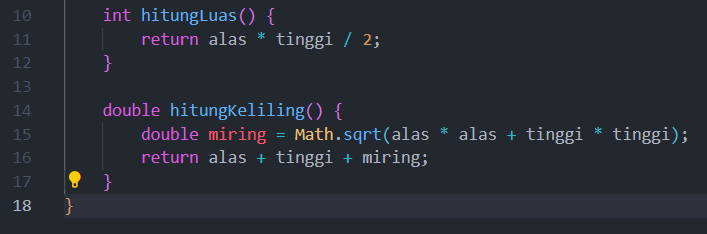 10 int hitungLuas() {
11 return alas * tinggi / 2;
12 }
13
14 double hitungKeliling() {
15 double miring = Math.sqrt(alas * alas + tinggi * tinggi);
16 return alas + tinggi + miring;
17 }
18 }